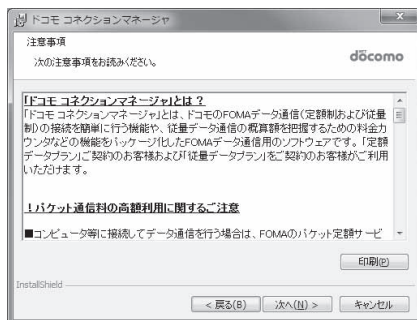 ドコモ コネクションマネージャ
注意事項
次の注意事項をお読みください。
döcomo
「ドコモ コネクションマネージャ」とは？
「ドコモ コネクションマネージャ」とは、ドコモのFOMAデータ通信(定額制および従量
制)の接続を簡単に行う機能や、従量データ通信の概算額を把握するための料金カ
ウンタなどの機能をパッケージ化したFOMAデータ通信用のソフトウェアです。「定額
データプラン」ご契約のお客様および「従量データプラン」をご契約のお客様がご利用
いただけます。
！パケット通信料の高額利用に関するご注意
■コンピュータ等に接続してデータ通信を行う場合は、FOMAのパケット定額サービ
印刷(P)
InstallShield
< 戻る(B)
次へ(N) >
キャンセル